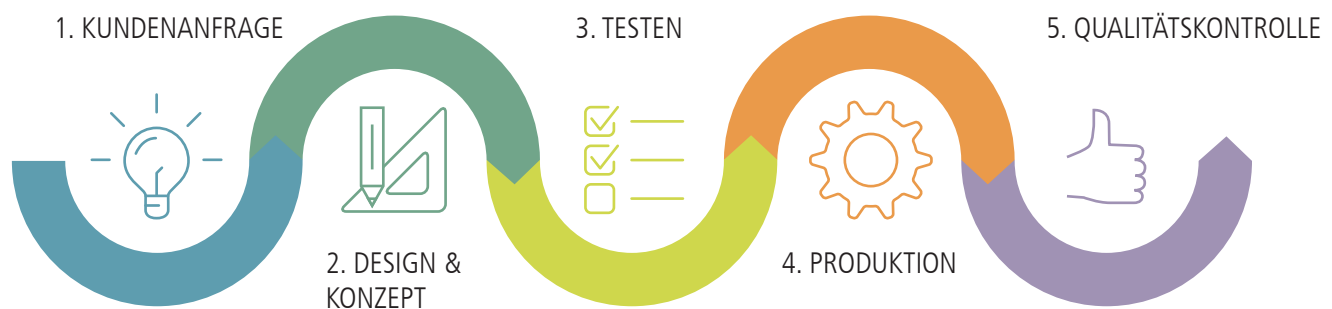 1. KUNDENANFRAGE
2. DESIGN &
KONZEPT
3. TESTEN
4. PRODUKTION
5. QUALITÄTSKONTROLLE